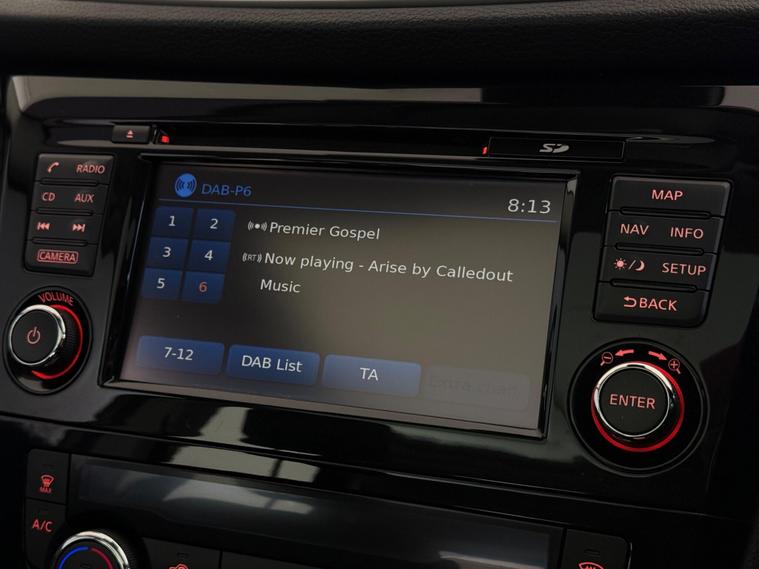 RADIO
CD AUX
CAMERA
VOLUME
SD
DAB-P6
8:13
1 2
3 4
5 6
Premier Gospel
RT Now playing - Arise by Calledout
Music
7-12 DAB List TA
MAP
NAV INFO
SETUP
BACK
ENTER
MAX
A/C